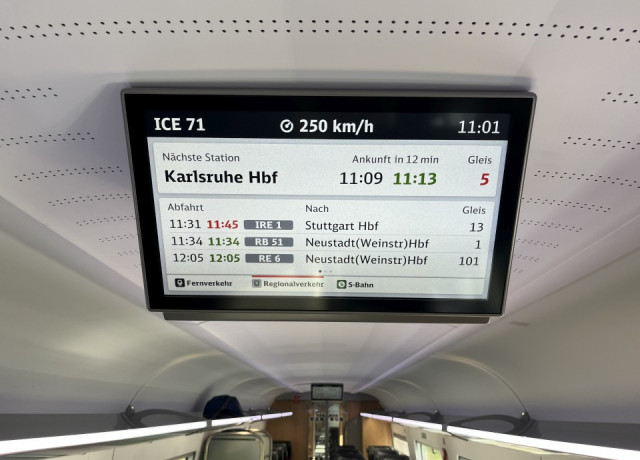 ICE 71 250 km/h 11:01
Nächste Station Ankunft in 12 min Gleis
Karlsruhe Hbf 11:09 11:13 5
Abfahrt Nach Gleis
11:31 11:45 IRE 1 Stuttgart Hbf 13
11:34 11:34 RB 51 Neustadt(Weinstr)Hbf 1
12:05 12:05 RE 6 Neustadt(Weinstr)Hbf 101
Fernverkehr Regionalverkehr S-Bahn